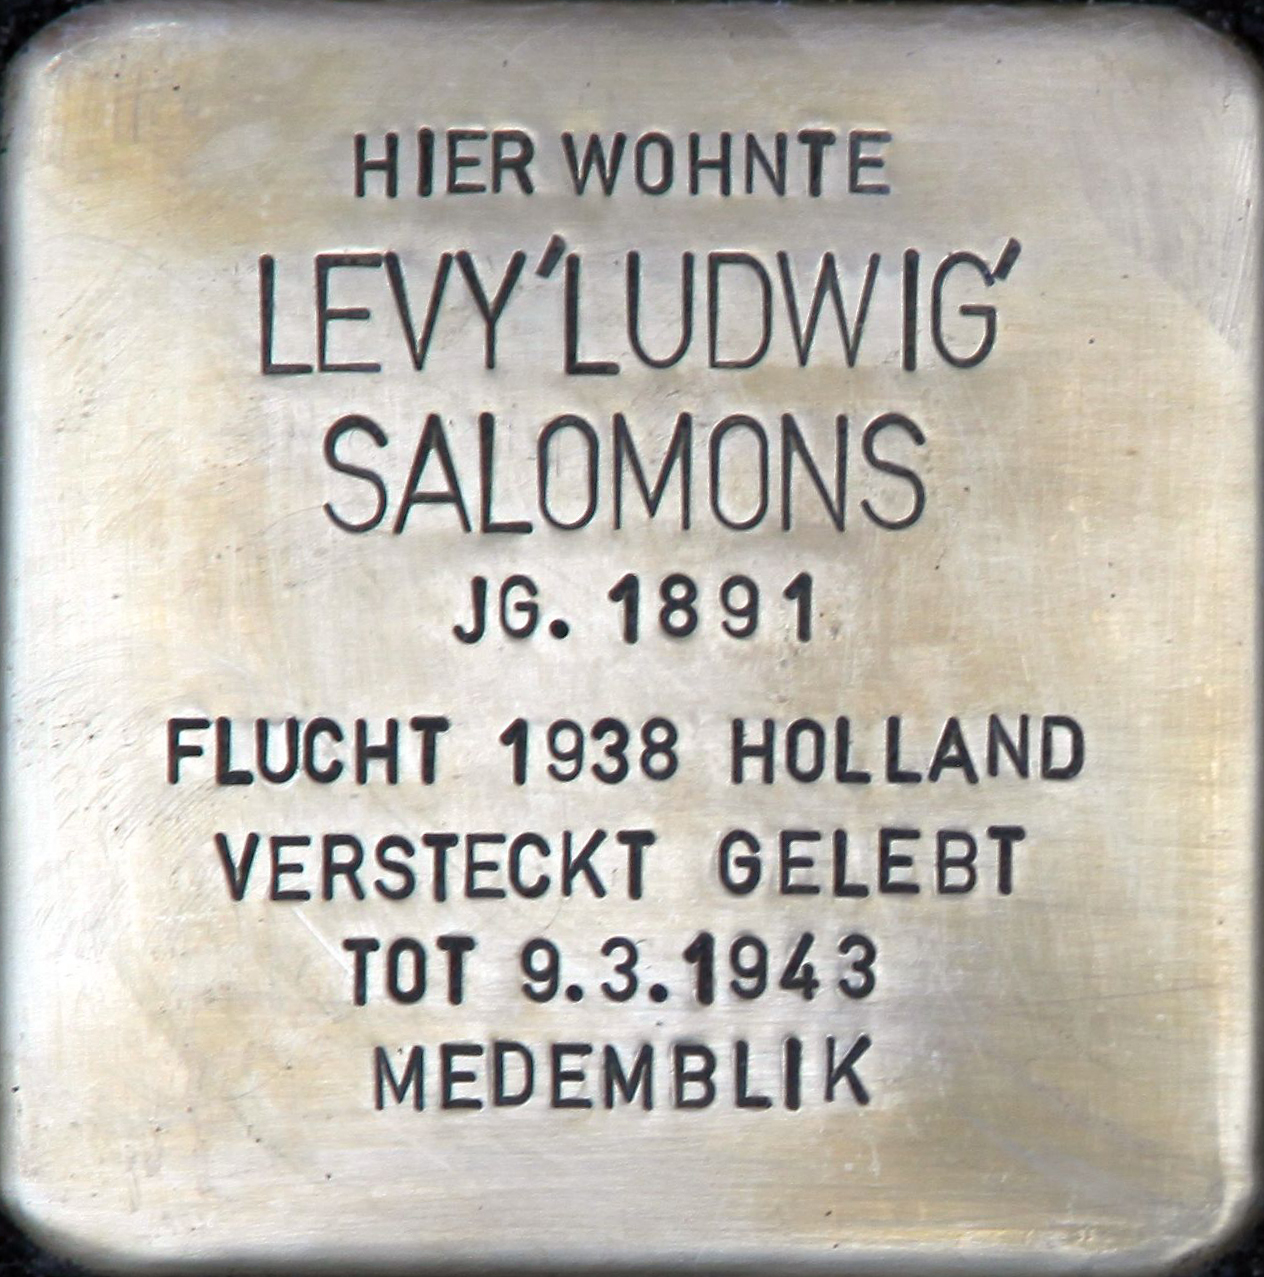 HIER WOHNTE
LEVY 'LUDWIG'
SALOMONS
JG. 1891
FLUCHT 1938 HOLLAND
VERSTECKT GELEBT
TOT 9.3.1943
MEDEMBLIK